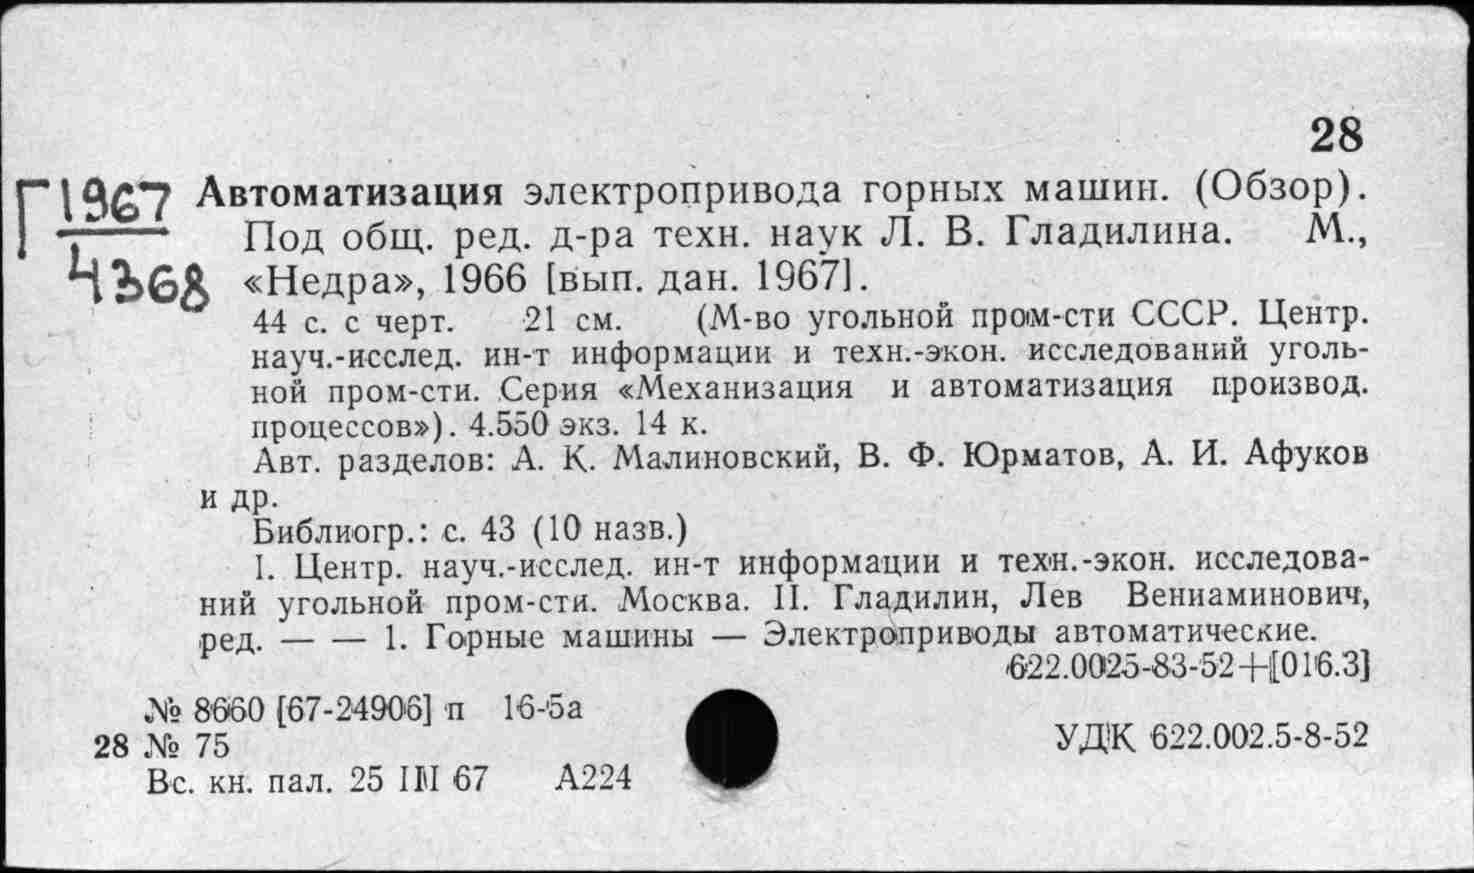 28
Г 1967 Автоматизация электропривода горных машин. (Обзор).
Под общ. ред. д-ра техн. наук Л. В. Гладилина. М.,
Ч368 «Недра», 1966 [вып. дан. 1967].
44 с. с черт. 21 см. (М-во угольной пром-сти СССР. Центр.
науч.-исслед. ин-т информации и техн.-экон. исследований уголь-
ной пром-сти. Серия «Механизация и автоматизация производ.
процессов»). 4.550 экз. 14 к.
Авт. разделов: А. К. Малиновский, В. Ф. Юрматов, А. И. Афуков
и др.
Библиогр.: с. 43 (10 назв.)
I. Центр. науч.-исслед. ин-т информации и техн.-экон. исследова-
ний угольной пром-сти. Москва. II. Гладилин, Лев Вениаминович,
ред. — — 1. Горные машины — Электроприводы автоматические.
622.0025-83-52+[016.3]
№ 8660 [67-24906] п 16-5а
28 № 75
УДК 622.002.5-8-52
Вс. кн. пал. 25 III 67 А224